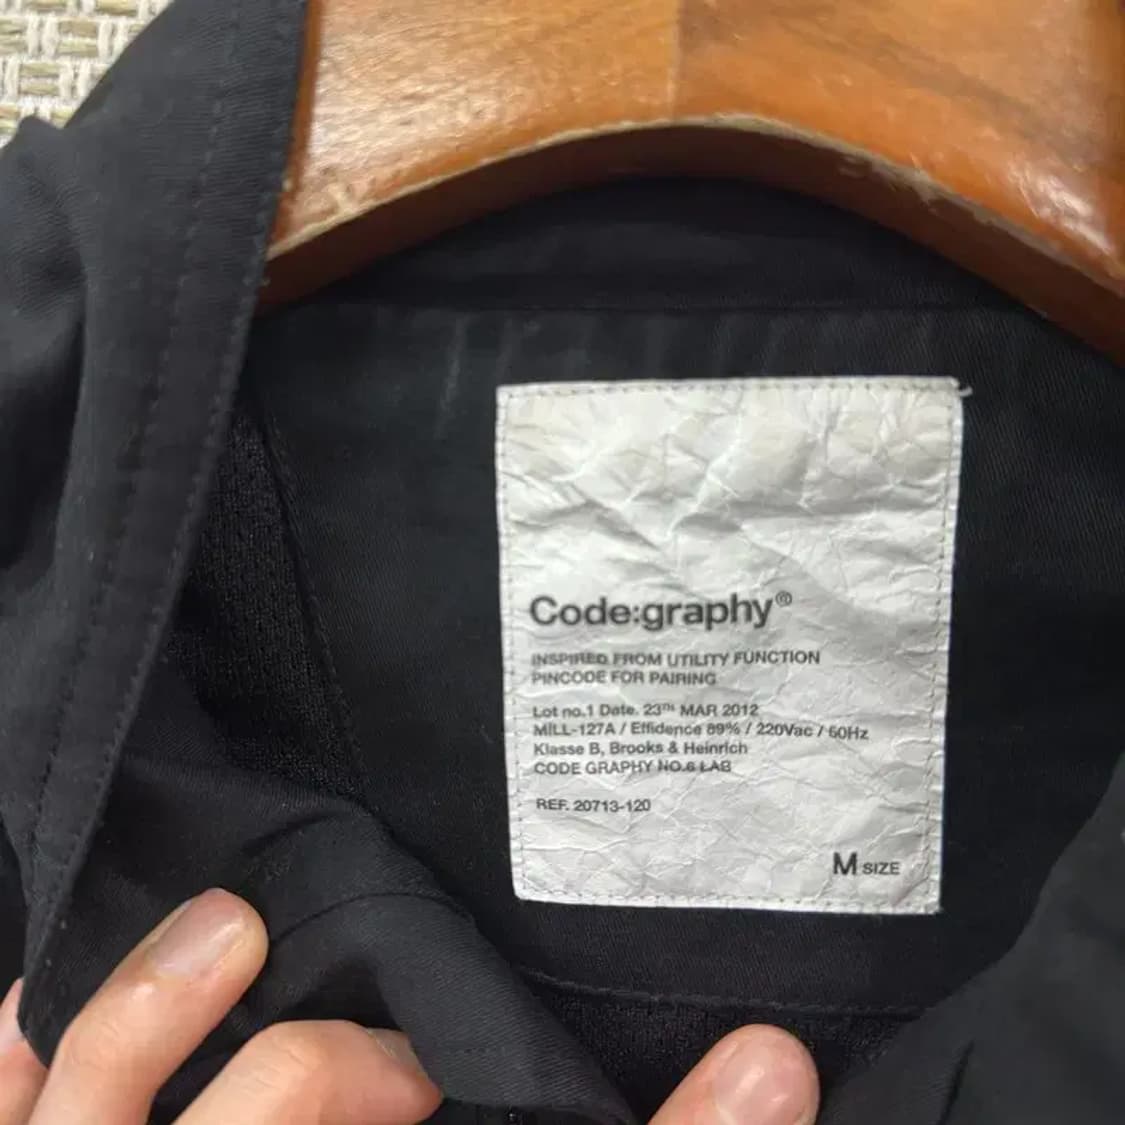 Code:graphy®
INSPIRED FROM UTILITY FUNCTION
PINCODE FOR PAIRING
Lot no.1 Date. 23TH MAR 2012
MILL-127A / Effidence 89% / 220Vac / 60Hz
Klasse B, Brooks & Heinrich
CODE GRAPHY NO.6 LAB
REF. 20713-120
M SIZE